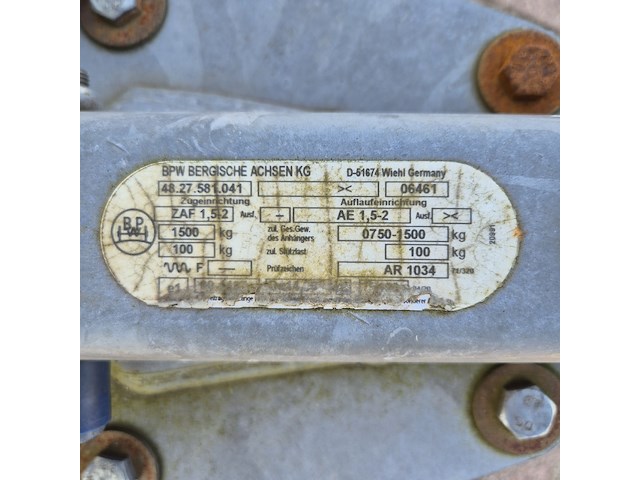 BPW BERGISCHE ACHSEN KG D-51674 Wiehl Germany
48.27.581.041 >< 06461
Zugeinrichtung Auflaufeinrichtung
ZAF 1,5-2 Ausf. – AE 1,5-2 Ausf. ><
1500 kg zul. Ges. Gew. des Anhängers 0750-1500 kg
100 kg zul. Stützlast 100 kg
F — Prüfzeichen AR 1034
BPW